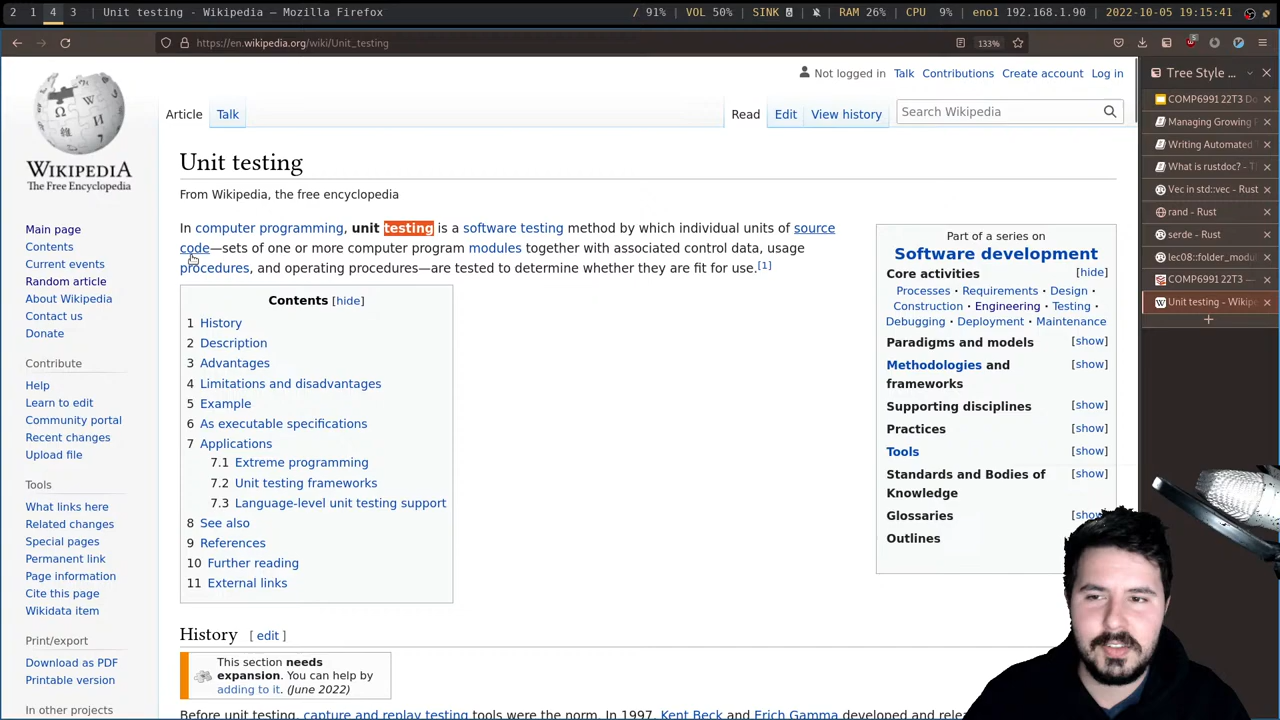 2 1 4 3 Unit testing - Wikipedia — Mozilla Firefox
/ 91% VOL 50% SINK RAM 26% CPU 9% eno1 192.168.1.90 2022-10-05 19:15:41
https://en.wikipedia.org/wiki/Unit_testing
133%
5
Tree Style ...
Not logged in Talk Contributions Create account Log in
Article Talk
Read Edit View history
Search Wikipedia
WIKIPEDIA
The Free Encyclopedia
Main page
Contents
Current events
Random article
About Wikipedia
Contact us
Donate
Contribute
Help
Learn to edit
Community portal
Recent changes
Upload file
Tools
What links here
Related changes
Special pages
Permanent link
Page information
Cite this page
Wikidata item
Print/export
Download as PDF
Printable version
In other projects
Unit testing
From Wikipedia, the free encyclopedia
In computer programming, unit testing is a software testing method by which individual units of source
code—sets of one or more computer program modules together with associated control data, usage
procedures, and operating procedures—are tested to determine whether they are fit for use.[1]
Contents [hide]
1 History
2 Description
3 Advantages
4 Limitations and disadvantages
5 Example
6 As executable specifications
7 Applications
7.1 Extreme programming
7.2 Unit testing frameworks
7.3 Language-level unit testing support
8 See also
9 References
10 Further reading
11 External links
Part of a series on
Software development
Core activities [hide]
Processes · Requirements · Design ·
Construction · Engineering · Testing ·
Debugging · Deployment · Maintenance
Paradigms and models [show]
Methodologies and [show]
frameworks
Supporting disciplines [show]
Practices [show]
Tools [show]
Standards and Bodies of [show]
Knowledge
Glossaries [show]
Outlines
History [ edit ]
This section needs
expansion. You can help by
adding to it. (June 2022)
Before unit testing, capture and replay testing tools were the norm. In 1997, Kent Beck and Erich Gamma developed and rele
COMP6991 22T3 Do
Managing Growing
Writing Automated
What is rustdoc? - T
Vec in std::vec - Rust
rand - Rust
serde - Rust
lec08::folder_modu
COMP6991 22T3 —
Unit testing - Wikip